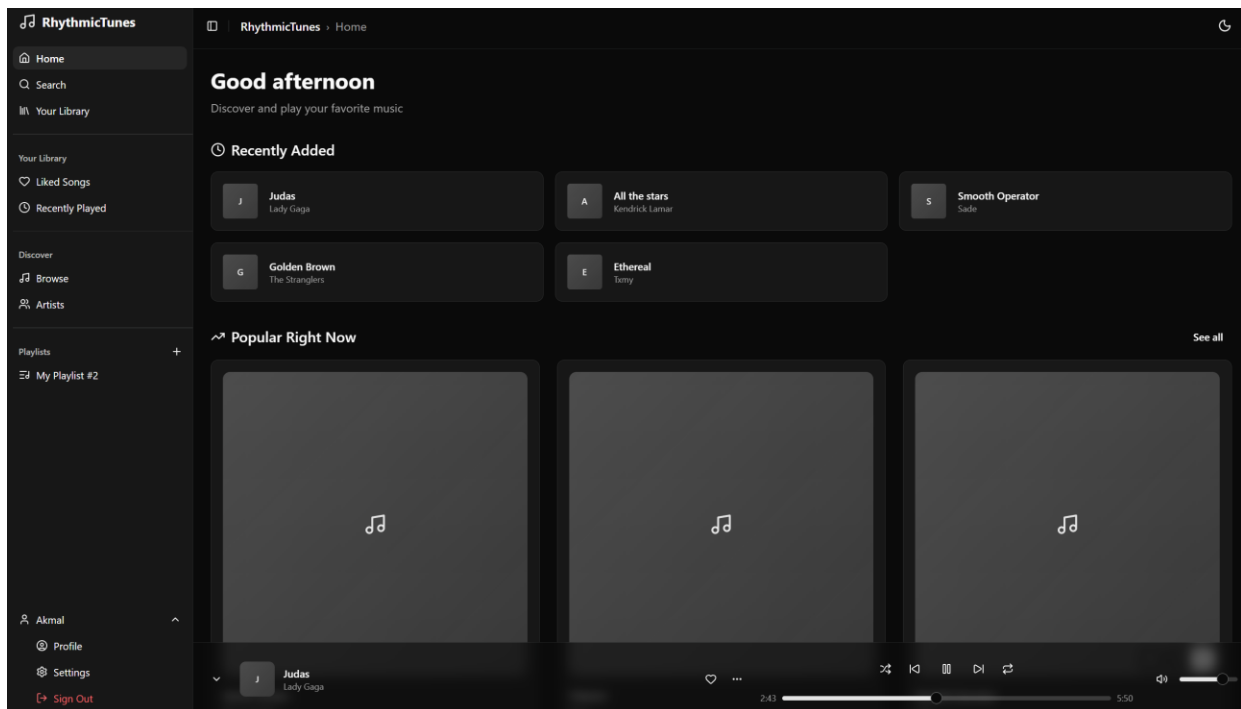 RhythmicTunes
Home
Search
Your Library
Your Library
Liked Songs
Recently Played
Discover
Browse
Artists
Playlists +
My Playlist #2
Akmal
Profile
Settings
Sign Out
RhythmicTunes › Home
Good afternoon
Discover and play your favorite music
Recently Added
J
Judas
Lady Gaga
A
All the stars
Kendrick Lamar
S
Smooth Operator
Sade
G
Golden Brown
The Stranglers
E
Ethereal
Txmy
Popular Right Now
See all
J
Judas
Lady Gaga
2:43
5:50